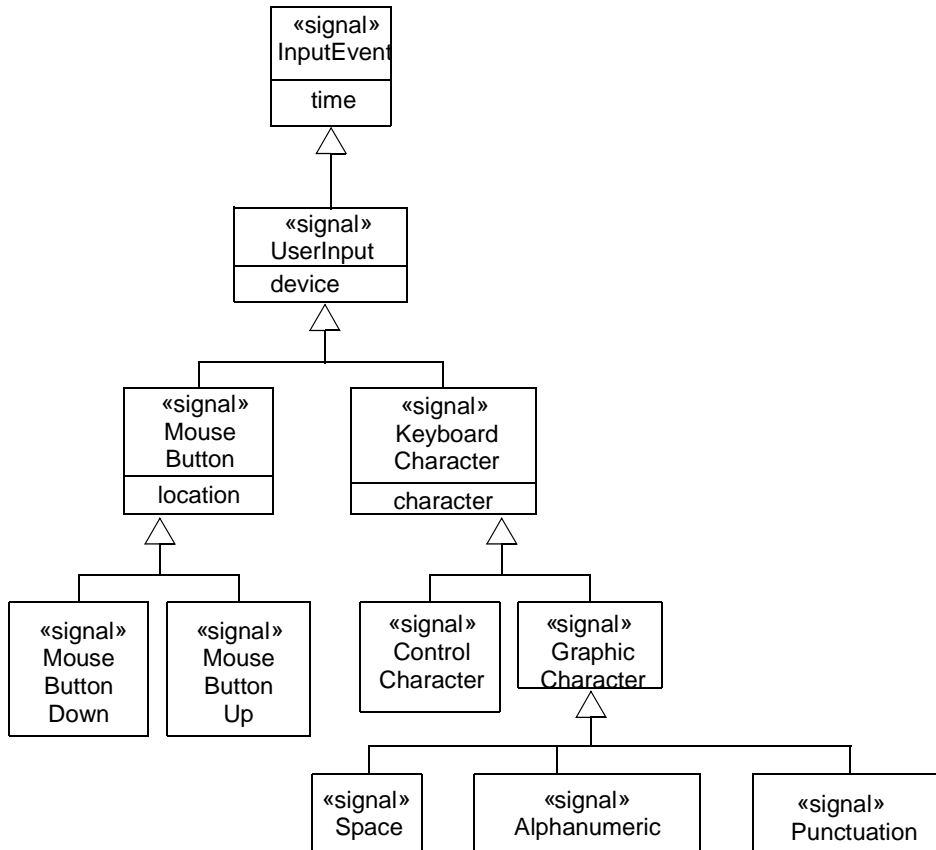 «signal»
InputEvent
time
«signal»
UserInput
device
«signal»
Mouse
Button
location
«signal»
Keyboard
Character
character
«signal»
Mouse
Button
Down
«signal»
Mouse
Button
Up
«signal»
Control
Character
«signal»
Graphic
Character
«signal»
Space
«signal»
Alphanumeric
«signal»
Punctuation